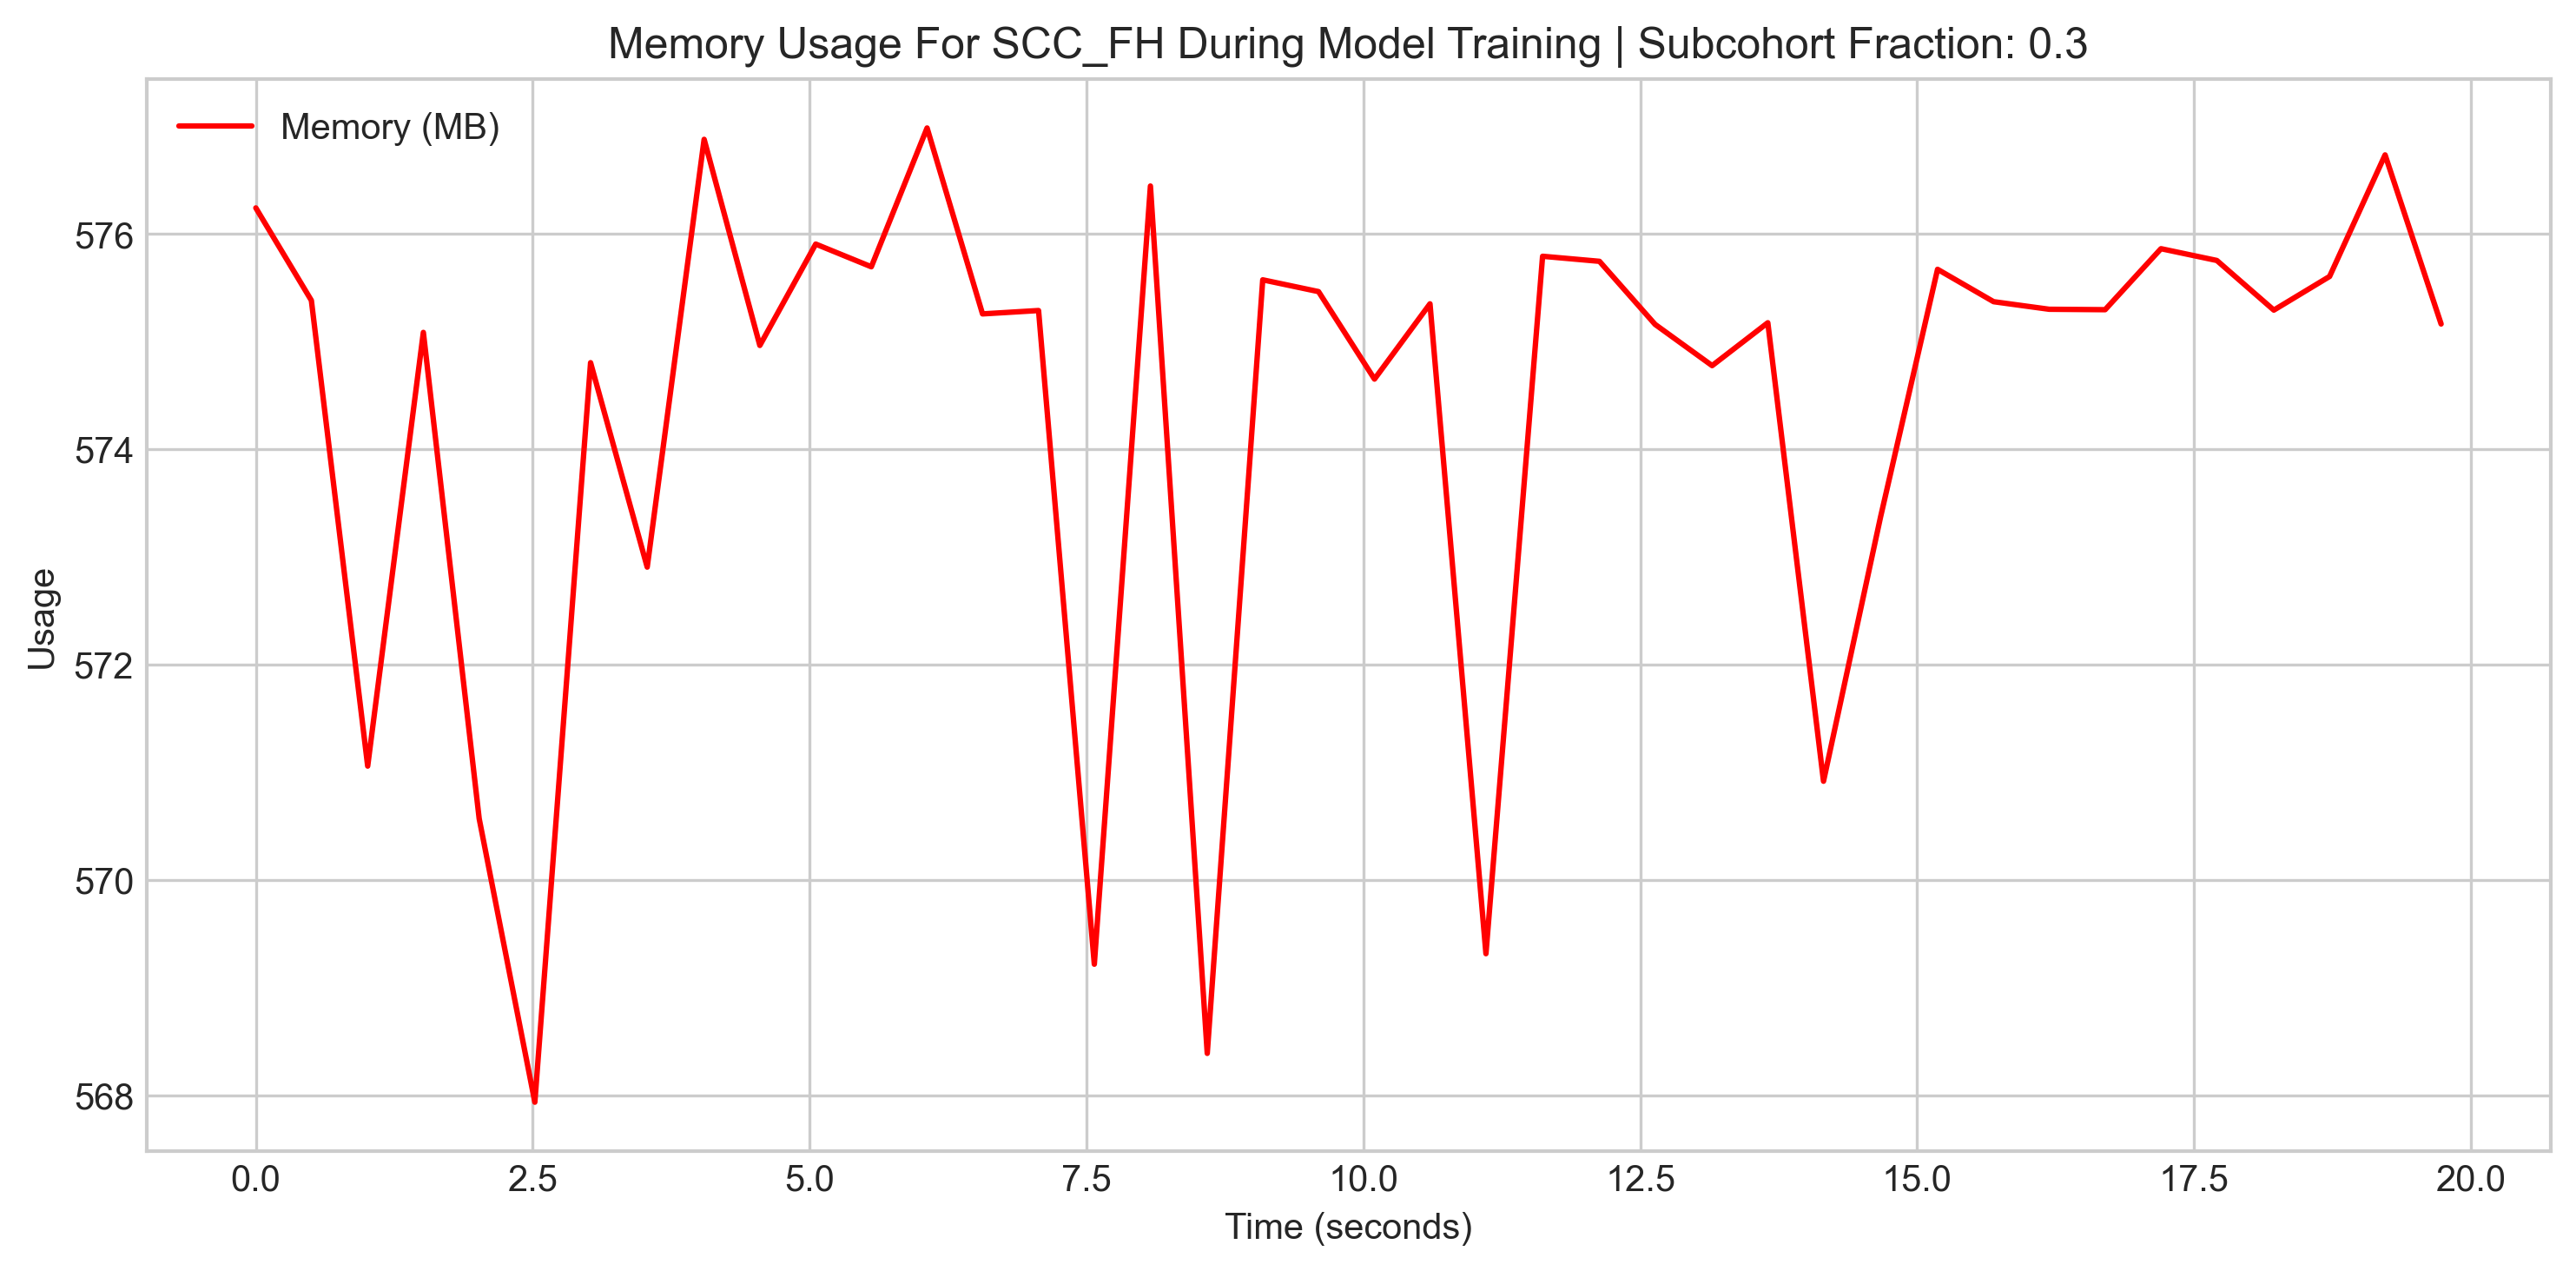 Memory Usage For SCC_FH During Model Training | Subcohort Fraction: 0.3
Memory (MB)
576
574
572
570
568
Usage
0.0 2.5 5.0 7.5 10.0 12.5 15.0 17.5 20.0
Time (seconds)